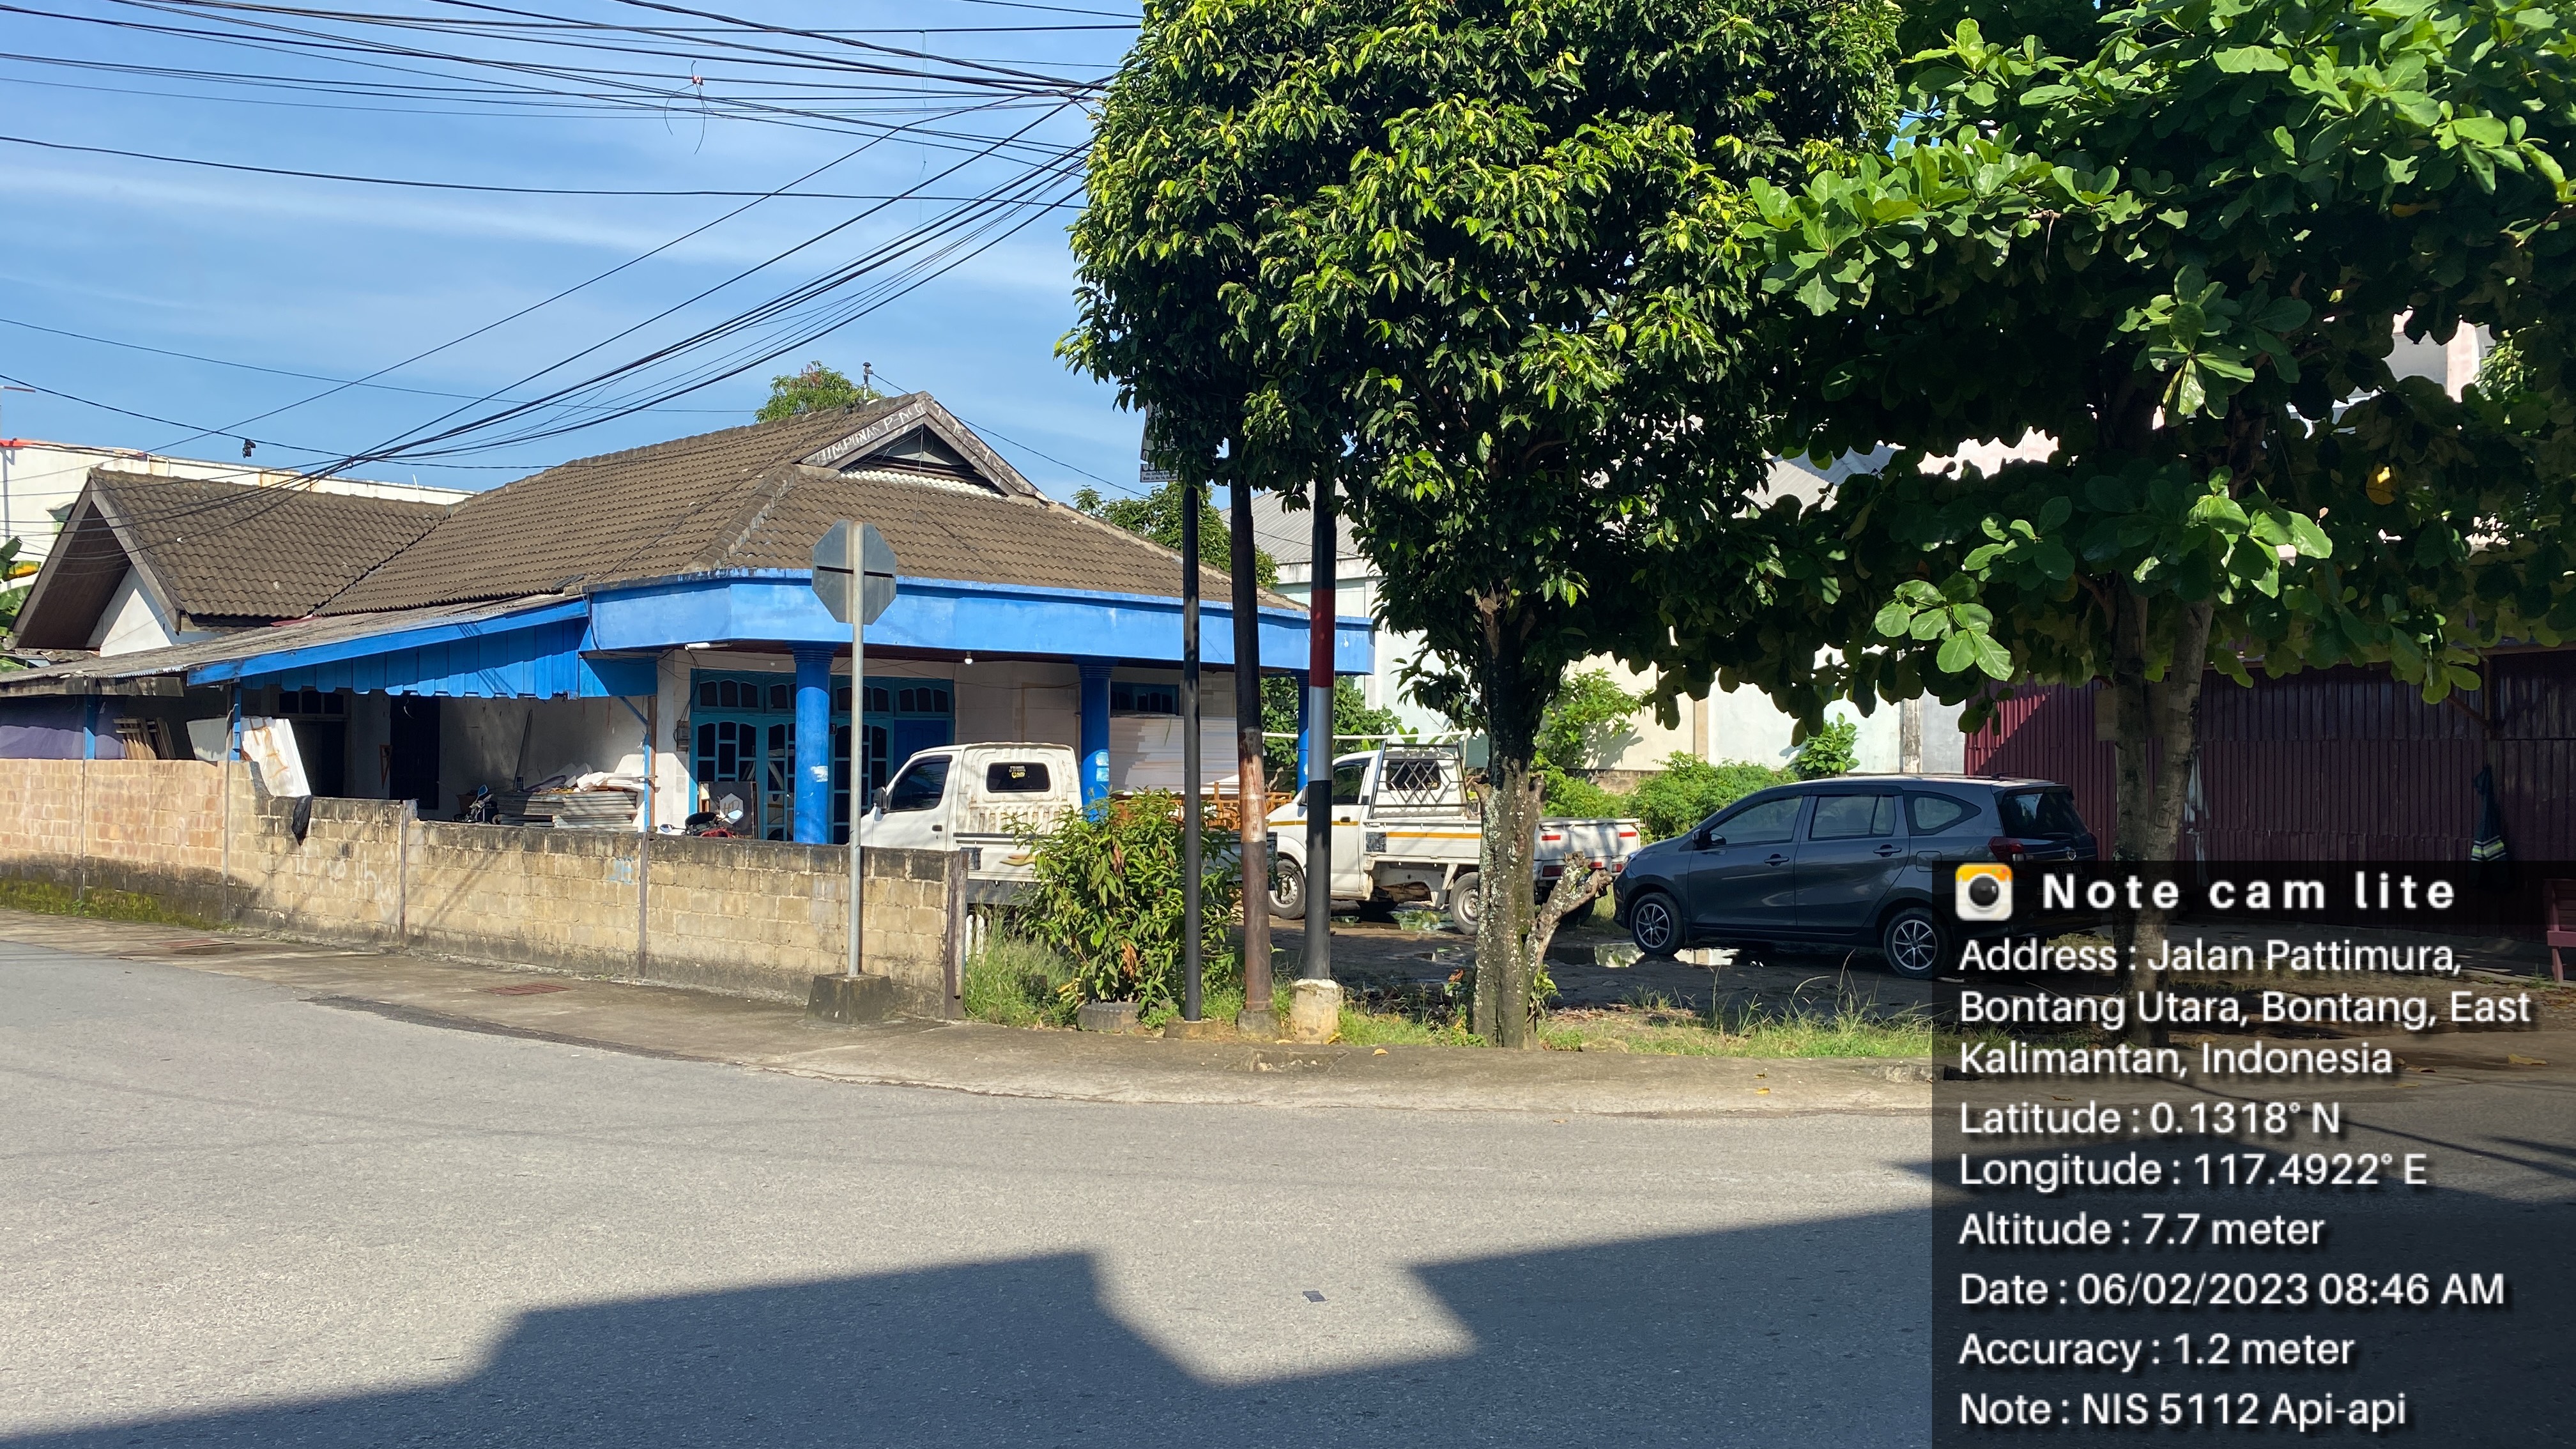 Note cam lite
Address : Jalan Pattimura,
Bontang Utara, Bontang, East
Kalimantan, Indonesia
Latitude : 0.1318° N
Longitude : 117.4922° E
Altitude : 7.7 meter
Date : 06/02/2023 08:46 AM
Accuracy : 1.2 meter
Note : NIS 5112 Api-api